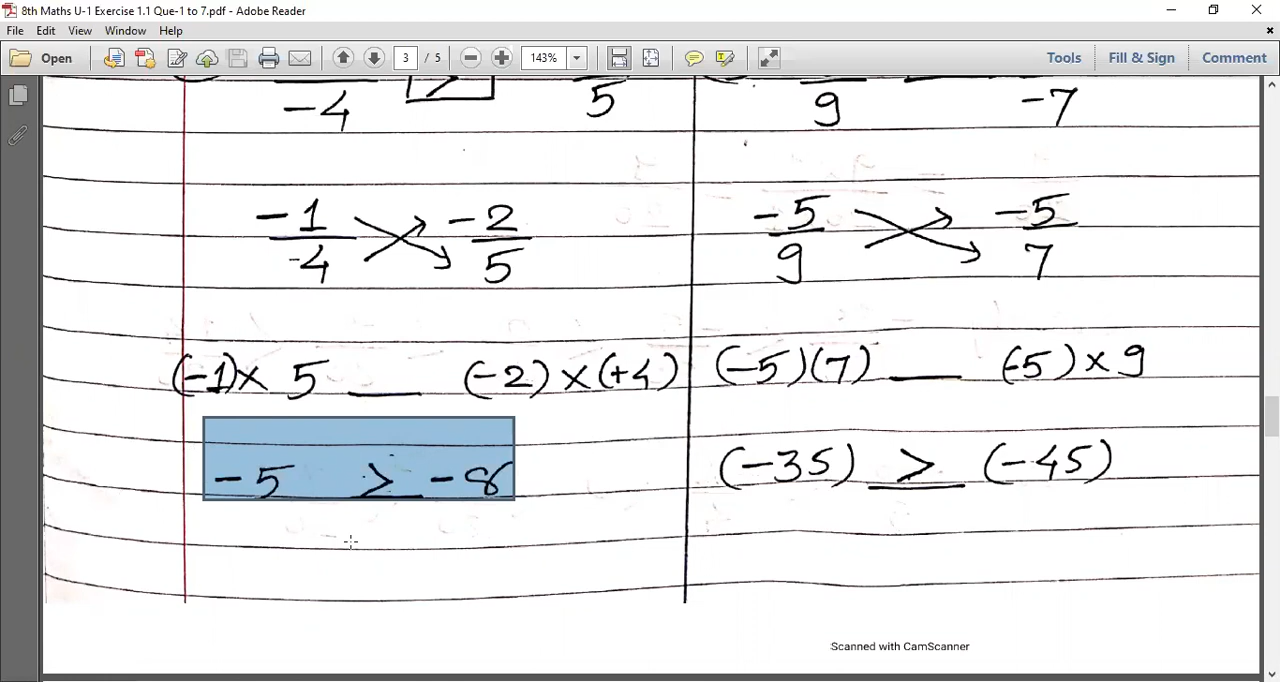 8th Maths U-1 Exercise 1.1 Que-1 to 7.pdf - Adobe Reader
File Edit View Window Help
Open 3 / 5 143% Tools Fill & Sign Comment
-4 > 5
9 -7
-1 -2
-4 5
-5 -5
9 7
(-1)× 5 __ (-2)×(+4)
-5 > -8
(-5)(7) __ (-5)×9
(-35) > (-45)
Scanned with CamScanner